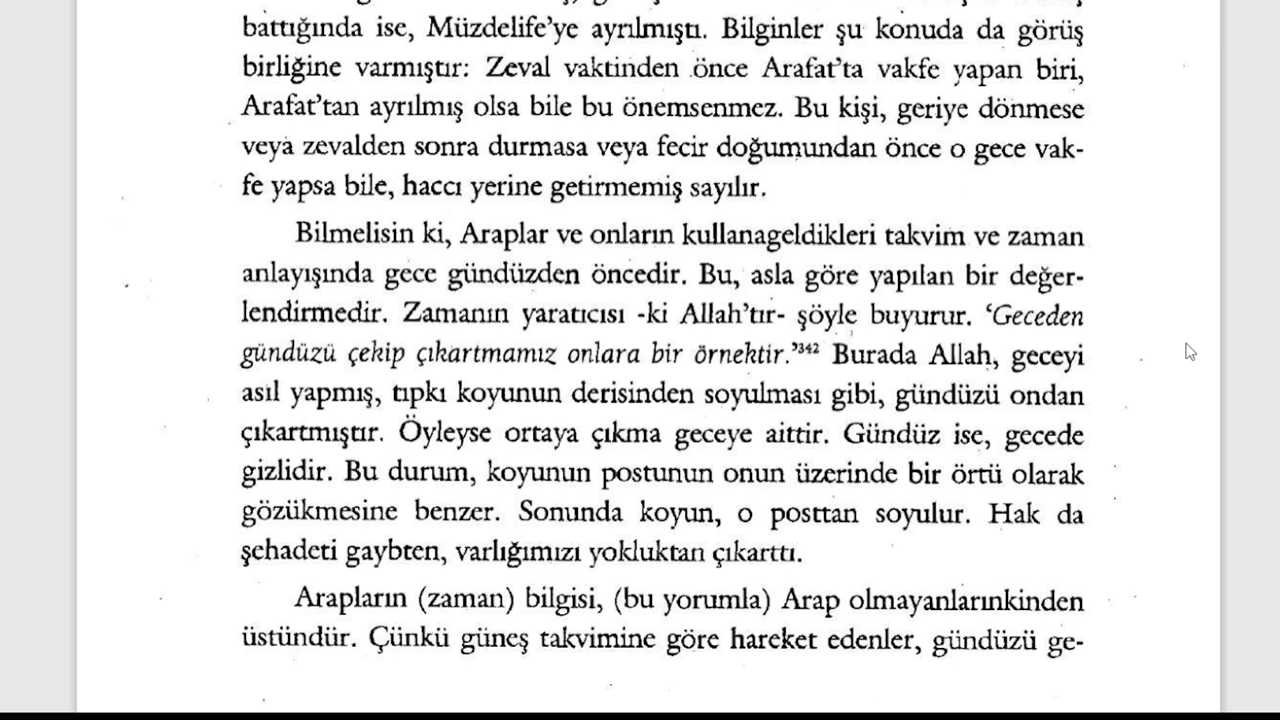 battığında ise, Müzdelife’ye ayrılmıştı. Bilginler şu konuda da görüş
birliğine varmıştır: Zeval vaktinden önce Arafat’ta vakfe yapan biri,
Arafat’tan ayrılmış olsa bile bu önemsenmez. Bu kişi, geriye dönmese
veya zevalden sonra durmasa veya fecir doğumundan önce o gece vak-
fe yapsa bile, haccı yerine getirmemiş sayılır.
Bilmelisin ki, Araplar ve onların kullanageldikleri takvim ve zaman
anlayışında gece gündüzden öncedir. Bu, asla göre yapılan bir değer-
lendirmedir. Zamanın yaratıcısı -ki Allah’tır- şöyle buyurur. ‘Geceden
gündüzü çekip çıkartmamız onlara bir örnektir.’³⁴² Burada Allah, geceyi
asıl yapmış, tıpkı koyunun derisinden soyulması gibi, gündüzü ondan
çıkartmıştır. Öyleyse ortaya çıkma geceye aittir. Gündüz ise, gecede
gizlidir. Bu durum, koyunun postunun onun üzerinde bir örtü olarak
gözükmesine benzer. Sonunda koyun, o posttan soyulur. Hak da
şehadeti gaybten, varlığımızı yokluktan çıkarttı.
Arapların (zaman) bilgisi, (bu yorumla) Arap olmayanlarınkinden
üstündür. Çünkü güneş takvimine göre hareket edenler, gündüzü ge-